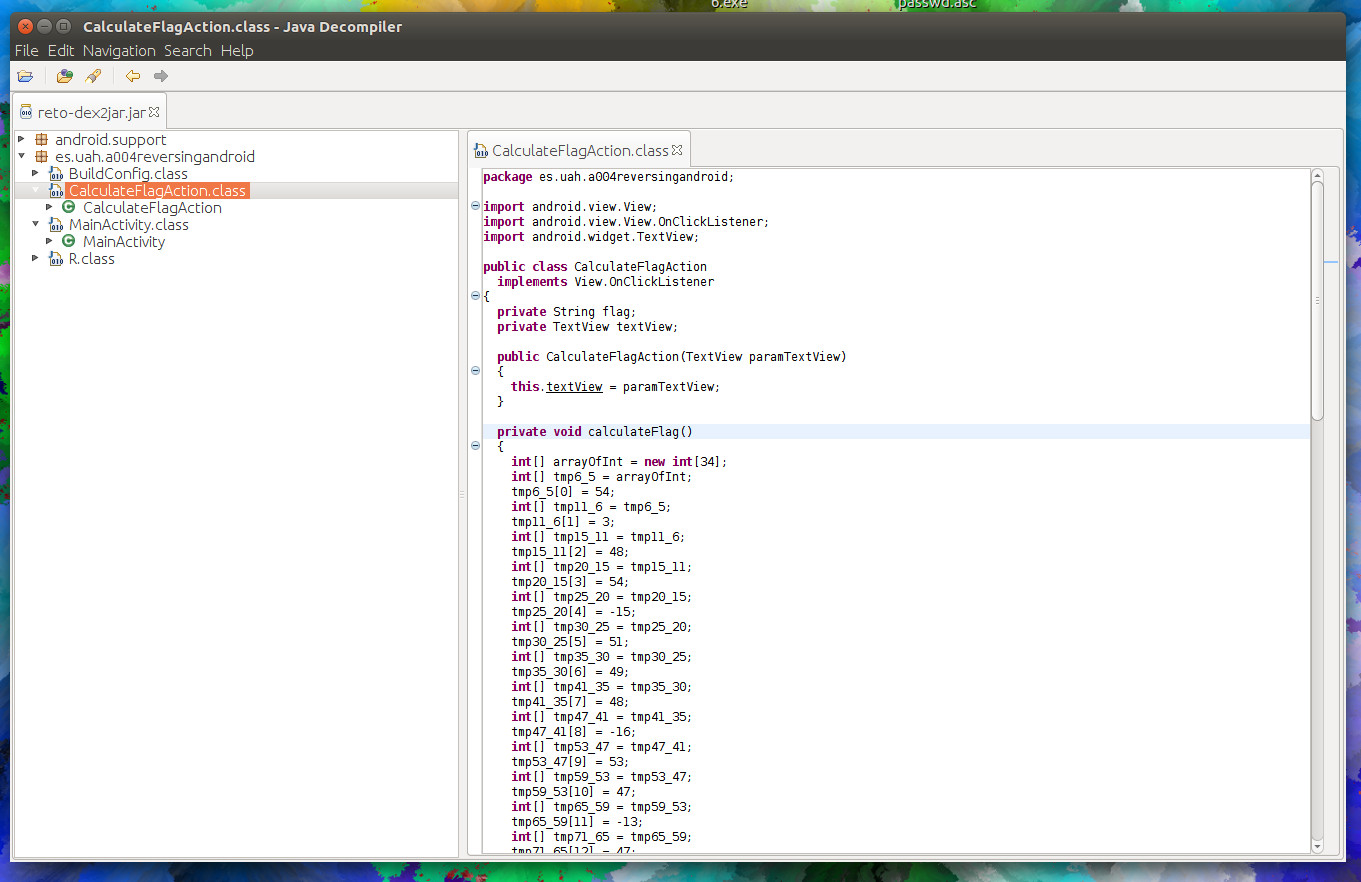 6.exe
passwd.asc
CalculateFlagAction.class - Java Decompiler
File Edit Navigation Search Help
reto-dex2jar.jar
android.support
es.uah.a004reversingandroid
BuildConfig.class
CalculateFlagAction.class
CalculateFlagAction
MainActivity.class
MainActivity
R.class
CalculateFlagAction.class
package es.uah.a004reversingandroid;
import android.view.View;
import android.view.View.OnClickListener;
import android.widget.TextView;
public class CalculateFlagAction
implements View.OnClickListener
{
private String flag;
private TextView textView;
public CalculateFlagAction(TextView paramTextView)
{
this.textView = paramTextView;
}
private void calculateFlag()
{
int[] arrayOfInt = new int[34];
int[] tmp6_5 = arrayOfInt;
tmp6_5[0] = 54;
int[] tmp11_6 = tmp6_5;
tmp11_6[1] = 3;
int[] tmp15_11 = tmp11_6;
tmp15_11[2] = 48;
int[] tmp20_15 = tmp15_11;
tmp20_15[3] = 54;
int[] tmp25_20 = tmp20_15;
tmp25_20[4] = -15;
int[] tmp30_25 = tmp25_20;
tmp30_25[5] = 51;
int[] tmp35_30 = tmp30_25;
tmp35_30[6] = 49;
int[] tmp41_35 = tmp35_30;
tmp41_35[7] = 48;
int[] tmp47_41 = tmp41_35;
tmp47_41[8] = -16;
int[] tmp53_47 = tmp47_41;
tmp53_47[9] = 53;
int[] tmp59_53 = tmp53_47;
tmp59_53[10] = 47;
int[] tmp65_59 = tmp59_53;
tmp65_59[11] = -13;
int[] tmp71_65 = tmp65_59;
tmp71_65[12] = 47;